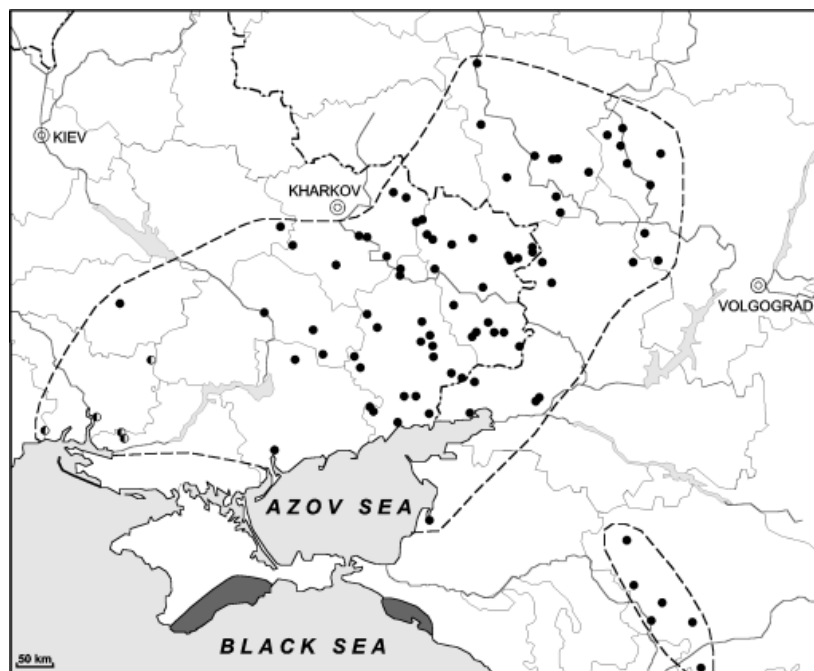 KIEV
KHARKOV
VOLGOGRAD
AZOV SEA
BLACK SEA
50 km